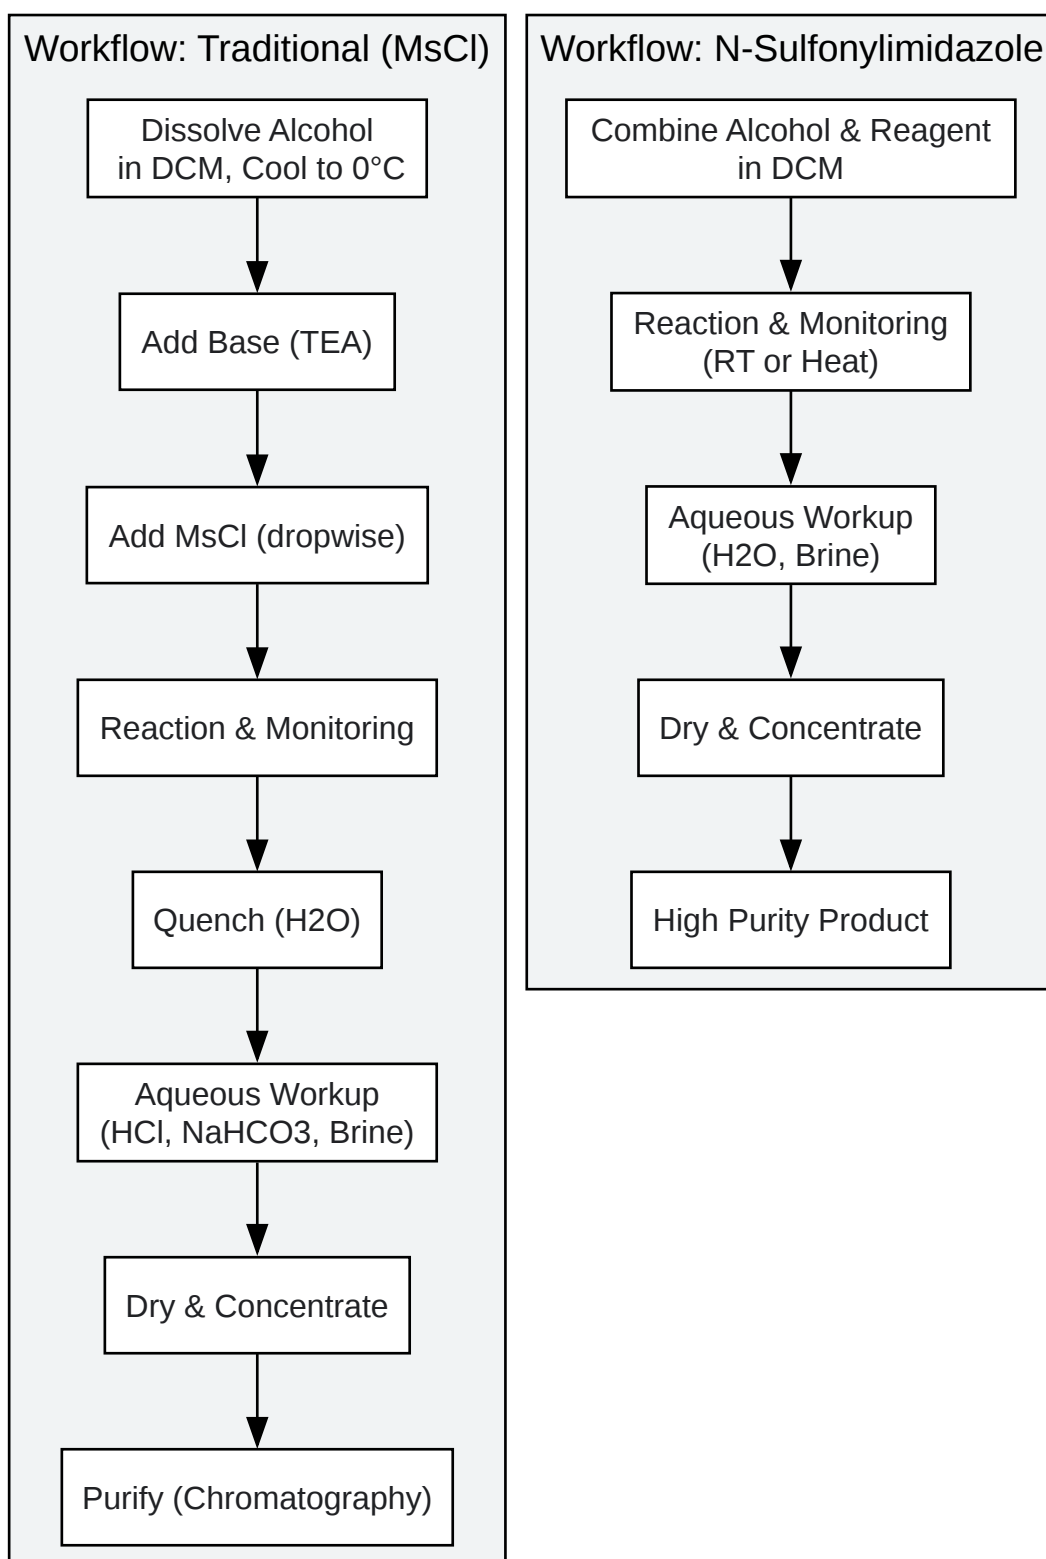 Workflow: Traditional (MsCl)
Dissolve Alcohol
in DCM, Cool to 0°C
Add Base (TEA)
Add MsCl (dropwise)
Reaction & Monitoring
Quench (H2O)
Aqueous Workup
(HCl, NaHCO3, Brine)
Dry & Concentrate
Purify (Chromatography)
Workflow: N-Sulfonylimidazole
Combine Alcohol & Reagent
in DCM
Reaction & Monitoring
(RT or Heat)
Aqueous Workup
(H2O, Brine)
Dry & Concentrate
High Purity Product